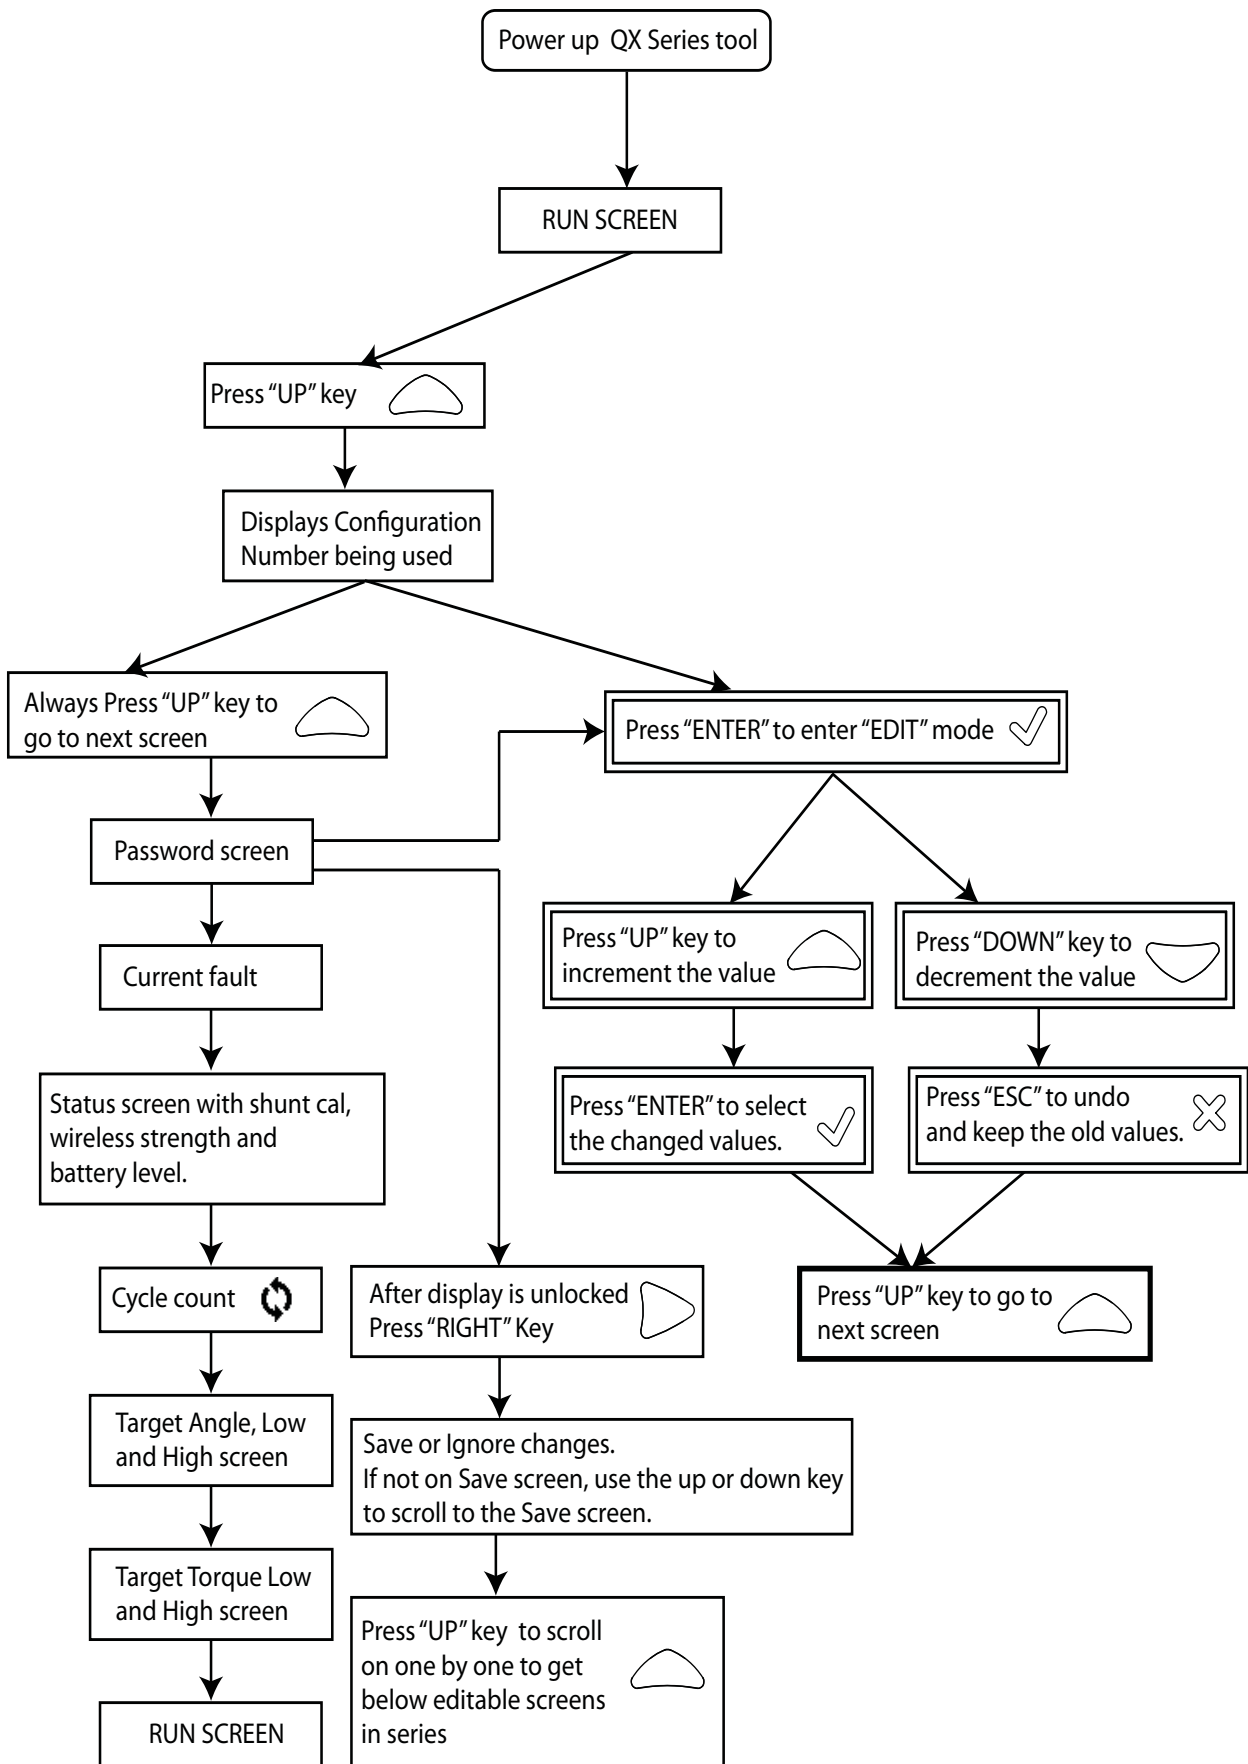 Power up QX Series tool
RUN SCREEN
Press “UP” key
Displays Configuration
Number being used
Always Press “UP” key to
go to next screen
Press “ENTER” to enter “EDIT” mode
Password screen
Press “UP” key to
increment the value
Press “DOWN” key to
decrement the value
Current fault
Status screen with shunt cal,
wireless strength and
battery level.
Press “ENTER” to select
the changed values.
Press “ESC” to undo
and keep the old values.
Cycle count
After display is unlocked
Press “RIGHT” Key
Press “UP” key to go to
next screen
Target Angle, Low
and High screen
Save or Ignore changes.
If not on Save screen, use the up or down key
to scroll to the Save screen.
Target Torque Low
and High screen
Press “UP” key to scroll
on one by one to get
below editable screens
in series
RUN SCREEN